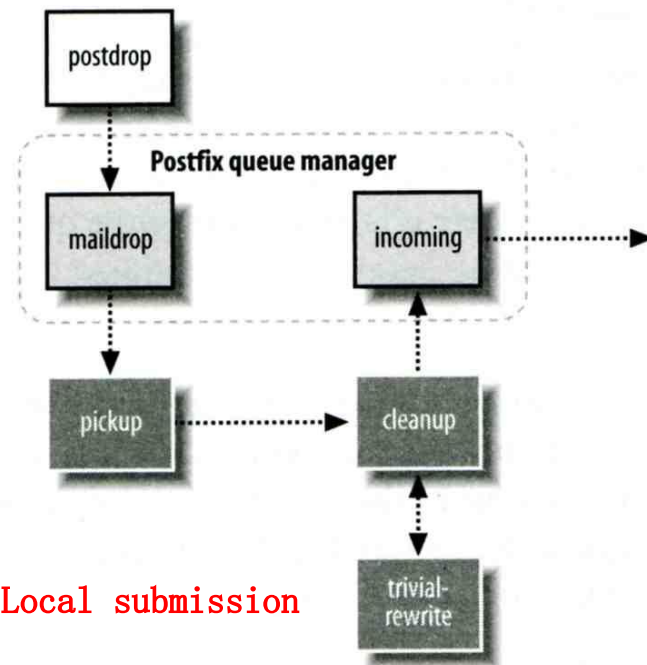 postdrop
Postfix queue manager
maildrop
incoming
pickup
cleanup
Local submission
trivial-
rewrite